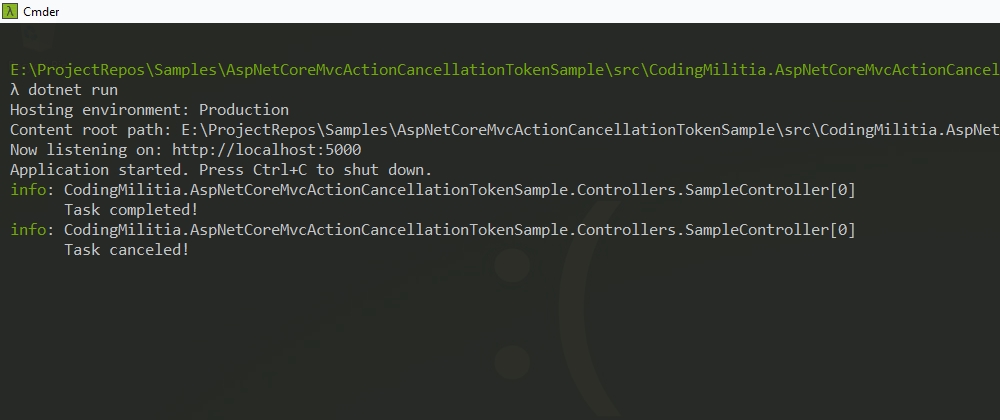 λ Cmder
E:\ProjectRepos\Samples\AspNetCoreMvcActionCancellationTokenSample\src\CodingMilitia.AspNetCoreMvcActionCancel
λ dotnet run
Hosting environment: Production
Content root path: E:\ProjectRepos\Samples\AspNetCoreMvcActionCancellationTokenSample\src\CodingMilitia.AspNet
Now listening on: http://localhost:5000
Application started. Press Ctrl+C to shut down.
info: CodingMilitia.AspNetCoreMvcActionCancellationTokenSample.Controllers.SampleController[0]
      Task completed!
info: CodingMilitia.AspNetCoreMvcActionCancellationTokenSample.Controllers.SampleController[0]
      Task canceled!
:(